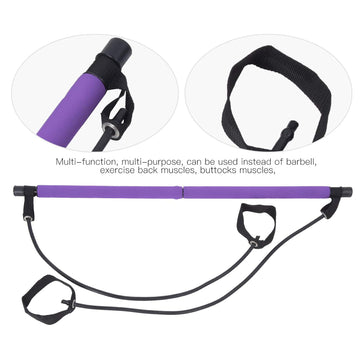 Multi-function, multi-purpose, can be used instead of barbell,
exercise back muscles, buttocks muscles,